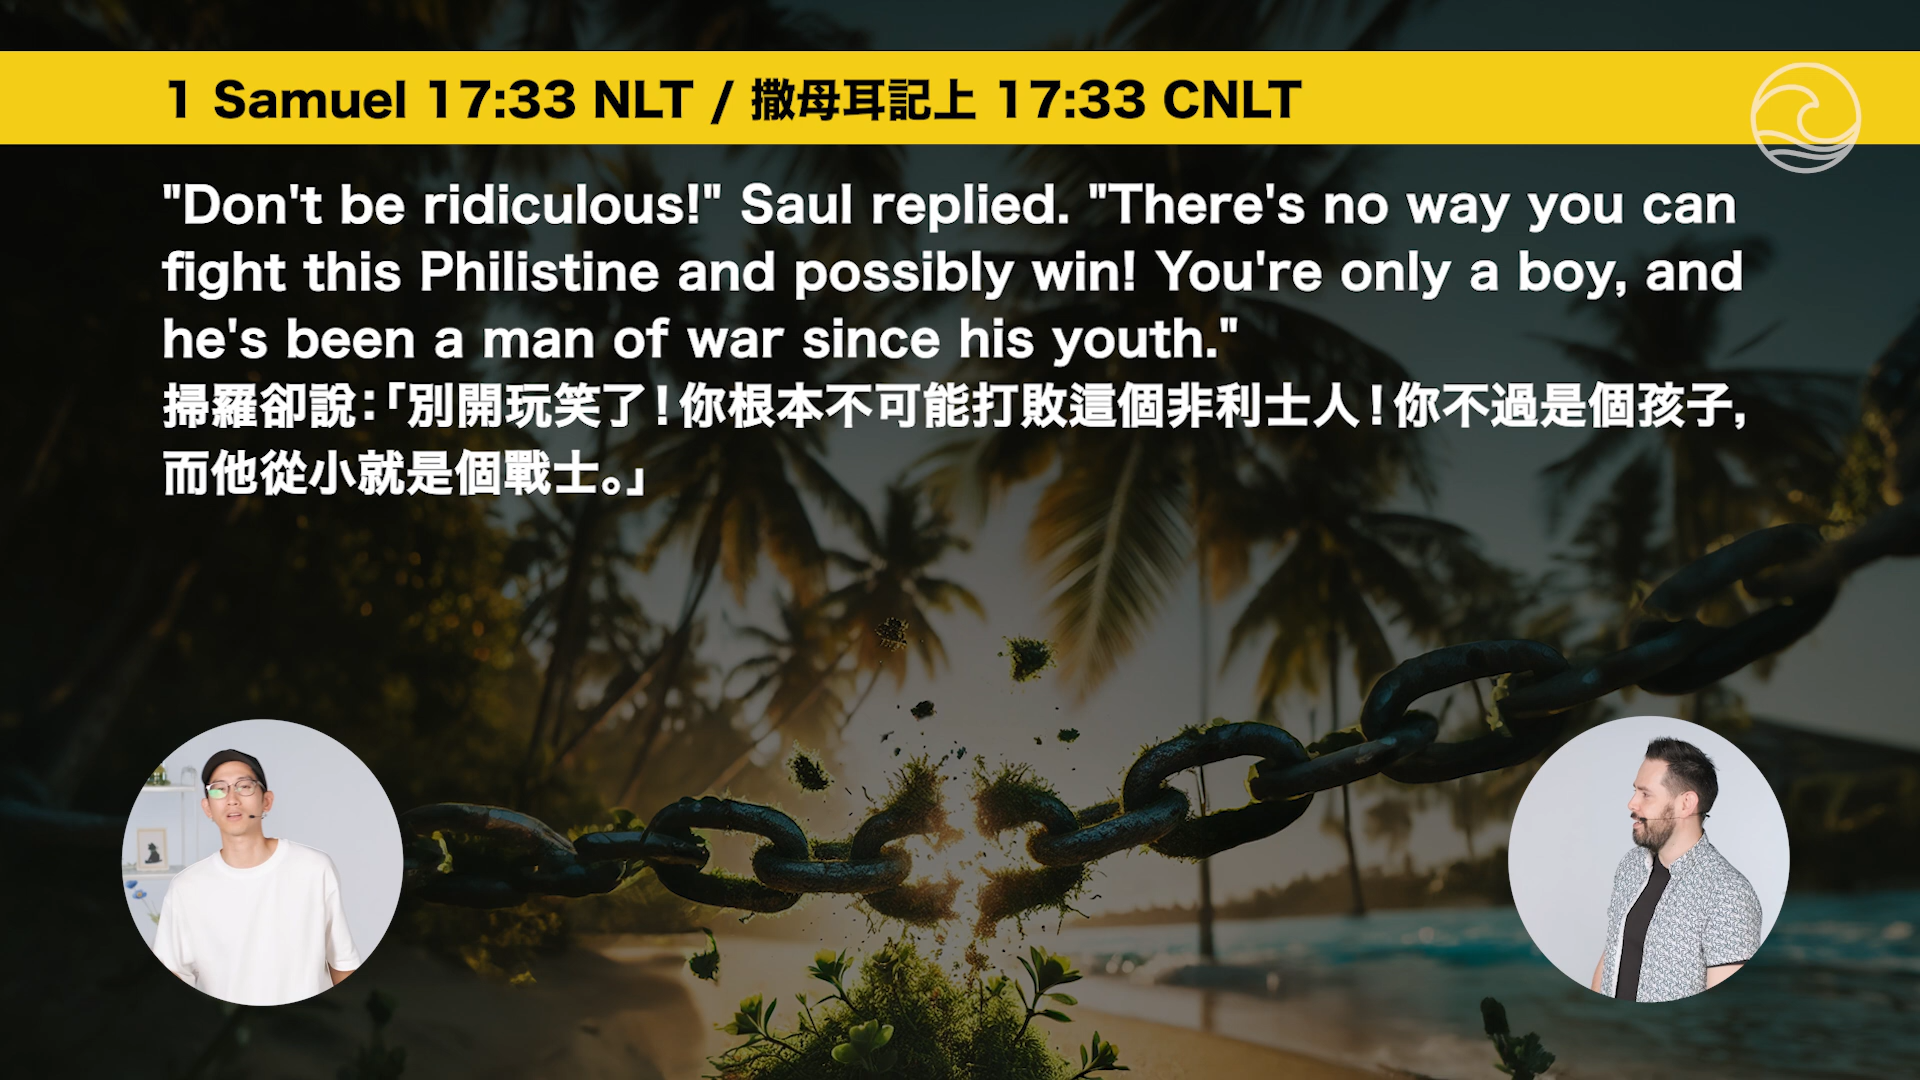 1 Samuel 17:33 NLT / 撒母耳記上 17:33 CNLT
"Don't be ridiculous!" Saul replied. "There's no way you can
fight this Philistine and possibly win! You're only a boy, and
he's been a man of war since his youth."
掃羅卻說：「別開玩笑了！你根本不可能打敗這個非利士人！你不過是個孩子，
而他從小就是個戰士。」